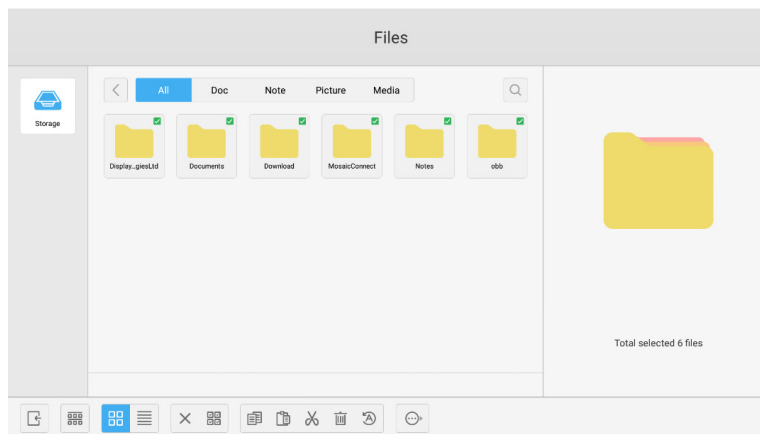 Files
Storage
All Doc Note Picture Media
Display...giesLtd Documents Download MosaicConnect Notes obb
Total selected 6 files